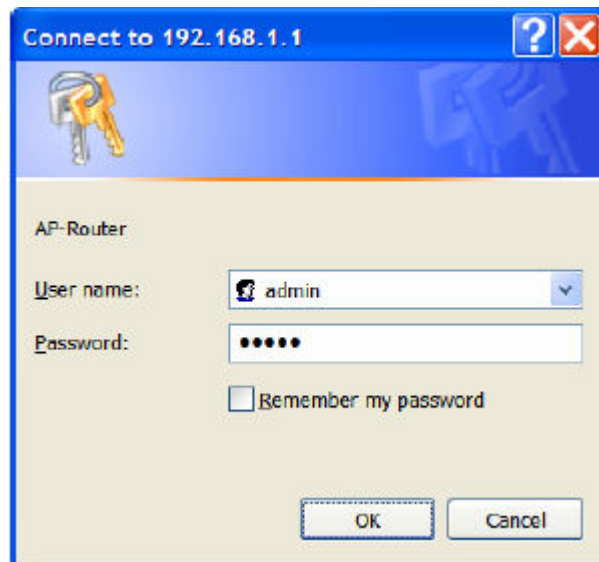 Connect to 192.168.1.1
AP-Router
User name: admin
Password: •••••
Remember my password
OK Cancel